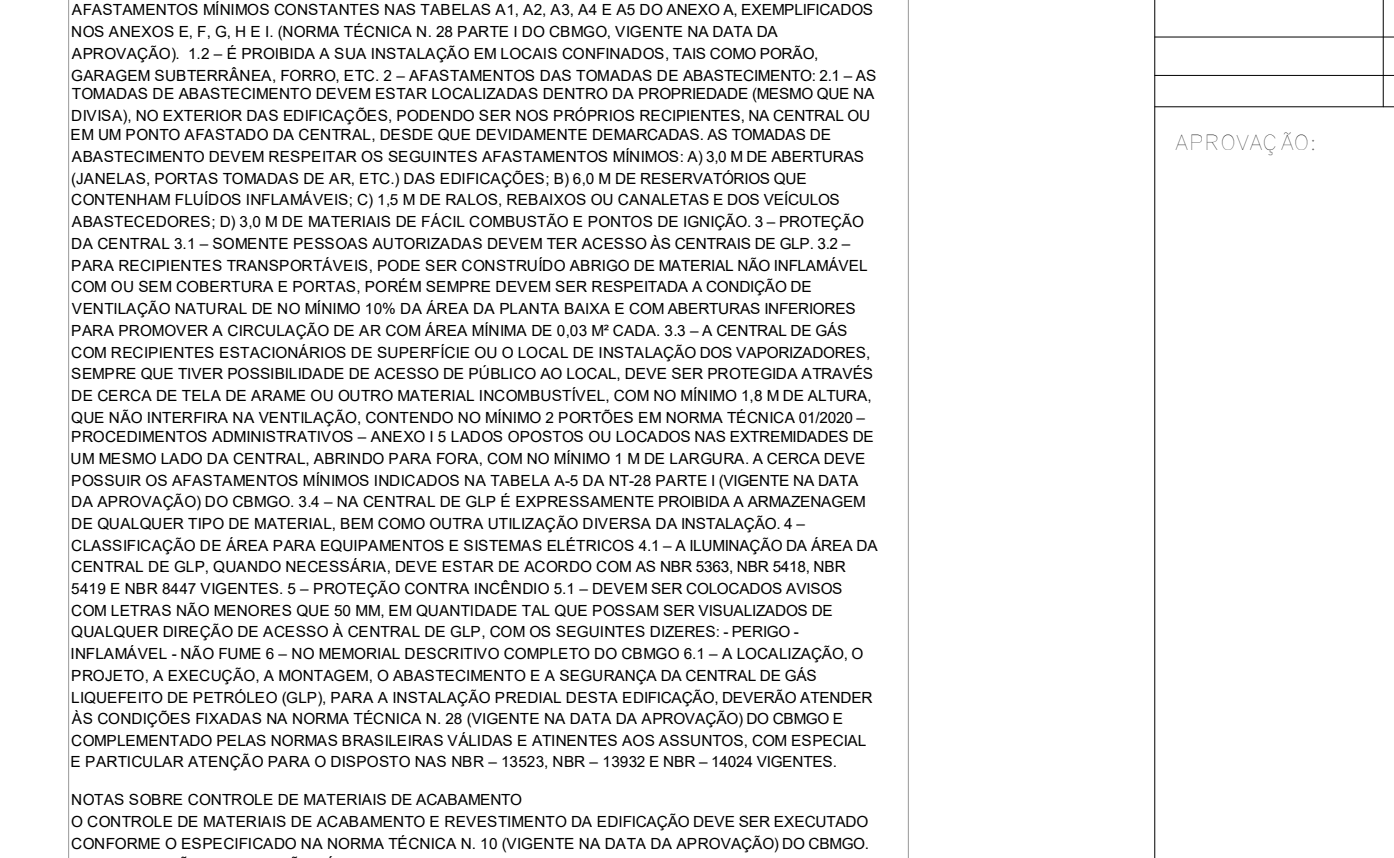 AFASTAMENTOS MÍNIMOS CONSTANTES NAS TABELAS A1, A2, A3, A4 E A5 DO ANEXO A, EXEMPLIFICADOS
NOS ANEXOS E, F, G, H E I. (NORMA TÉCNICA N. 28 PARTE I DO CBMGO, VIGENTE NA DATA DA
APROVAÇÃO). 1.2 – É PROIBIDA A SUA INSTALAÇÃO EM LOCAIS CONFINADOS, TAIS COMO PORÃO,
GARAGEM SUBTERRÂNEA, FORRO, ETC. 2 – AFASTAMENTOS DAS TOMADAS DE ABASTECIMENTO: 2.1 – AS
TOMADAS DE ABASTECIMENTO DEVEM ESTAR LOCALIZADAS DENTRO DA PROPRIEDADE (MESMO QUE NA
DIVISA), NO EXTERIOR DAS EDIFICAÇÕES, PODENDO SER NOS PRÓPRIOS RECIPIENTES, NA CENTRAL OU
EM UM PONTO AFASTADO DA CENTRAL, DESDE QUE DEVIDAMENTE DEMARCADAS. AS TOMADAS DE
ABASTECIMENTO DEVEM RESPEITAR OS SEGUINTES AFASTAMENTOS MÍNIMOS: A) 3,0 M DE ABERTURAS
(JANELAS, PORTAS TOMADAS DE AR, ETC.) DAS EDIFICAÇÕES; B) 6,0 M DE RESERVATÓRIOS QUE
CONTENHAM FLUÍDOS INFLAMÁVEIS; C) 1,5 M DE RALOS, REBAIXOS OU CANALETAS E DOS VEÍCULOS
ABASTECEDORES; D) 3,0 M DE MATERIAIS DE FÁCIL COMBUSTÃO E PONTOS DE IGNIÇÃO. 3 – PROTEÇÃO
DA CENTRAL 3.1 – SOMENTE PESSOAS AUTORIZADAS DEVEM TER ACESSO ÀS CENTRAIS DE GLP. 3.2 –
PARA RECIPIENTES TRANSPORTÁVEIS, PODE SER CONSTRUÍDO ABRIGO DE MATERIAL NÃO INFLAMÁVEL
COM OU SEM COBERTURA E PORTAS, PORÉM SEMPRE DEVEM SER RESPEITADA A CONDIÇÃO DE
VENTILAÇÃO NATURAL DE NO MÍNIMO 10% DA ÁREA DA PLANTA BAIXA E COM ABERTURAS INFERIORES
PARA PROMOVER A CIRCULAÇÃO DE AR COM ÁREA MÍNIMA DE 0,03 M² CADA. 3.3 – A CENTRAL DE GÁS
COM RECIPIENTES ESTACIONÁRIOS DE SUPERFÍCIE OU O LOCAL DE INSTALAÇÃO DOS VAPORIZADORES,
SEMPRE QUE TIVER POSSIBILIDADE DE ACESSO DE PÚBLICO AO LOCAL, DEVE SER PROTEGIDA ATRAVÉS
DE CERCA DE TELA DE ARAME OU OUTRO MATERIAL INCOMBUSTÍVEL, COM NO MÍNIMO 1,8 M DE ALTURA,
QUE NÃO INTERFIRA NA VENTILAÇÃO, CONTENDO NO MÍNIMO 2 PORTÕES EM NORMA TÉCNICA 01/2020 –
PROCEDIMENTOS ADMINISTRATIVOS – ANEXO I 5 LADOS OPOSTOS OU LOCADOS NAS EXTREMIDADES DE
UM MESMO LADO DA CENTRAL, ABRINDO PARA FORA, COM NO MÍNIMO 1 M DE LARGURA. A CERCA DEVE
POSSUIR OS AFASTAMENTOS MÍNIMOS INDICADOS NA TABELA A-5 DA NT-28 PARTE I (VIGENTE NA DATA
DA APROVAÇÃO) DO CBMGO. 3.4 – NA CENTRAL DE GLP É EXPRESSAMENTE PROIBIDA A ARMAZENAGEM
DE QUALQUER TIPO DE MATERIAL, BEM COMO OUTRA UTILIZAÇÃO DIVERSA DA INSTALAÇÃO. 4 –
CLASSIFICAÇÃO DE ÁREA PARA EQUIPAMENTOS E SISTEMAS ELÉTRICOS 4.1 – A ILUMINAÇÃO DA ÁREA DA
CENTRAL DE GLP, QUANDO NECESSÁRIA, DEVE ESTAR DE ACORDO COM AS NBR 5363, NBR 5418, NBR
5419 E NBR 8447 VIGENTES. 5 – PROTEÇÃO CONTRA INCÊNDIO 5.1 – DEVEM SER COLOCADOS AVISOS
COM LETRAS NÃO MENORES QUE 50 MM, EM QUANTIDADE TAL QUE POSSAM SER VISUALIZADOS DE
QUALQUER DIREÇÃO DE ACESSO À CENTRAL DE GLP, COM OS SEGUINTES DIZERES: - PERIGO -
INFLAMÁVEL - NÃO FUME 6 – NO MEMORIAL DESCRITIVO COMPLETO DO CBMGO 6.1 – A LOCALIZAÇÃO, O
PROJETO, A EXECUÇÃO, A MONTAGEM, O ABASTECIMENTO E A SEGURANÇA DA CENTRAL DE GÁS
LIQUEFEITO DE PETRÓLEO (GLP), PARA A INSTALAÇÃO PREDIAL DESTA EDIFICAÇÃO, DEVERÃO ATENDER
ÀS CONDIÇÕES FIXADAS NA NORMA TÉCNICA N. 28 (VIGENTE NA DATA DA APROVAÇÃO) DO CBMGO E
COMPLEMENTADO PELAS NORMAS BRASILEIRAS VÁLIDAS E ATINENTES AOS ASSUNTOS, COM ESPECIAL
E PARTICULAR ATENÇÃO PARA O DISPOSTO NAS NBR – 13523, NBR – 13932 E NBR – 14024 VIGENTES.
NOTAS SOBRE CONTROLE DE MATERIAIS DE ACABAMENTO
O CONTROLE DE MATERIAIS DE ACABAMENTO E REVESTIMENTO DA EDIFICAÇÃO DEVE SER EXECUTADO
CONFORME O ESPECIFICADO NA NORMA TÉCNICA N. 10 (VIGENTE NA DATA DA APROVAÇÃO) DO CBMGO.
APROVAÇÃO: